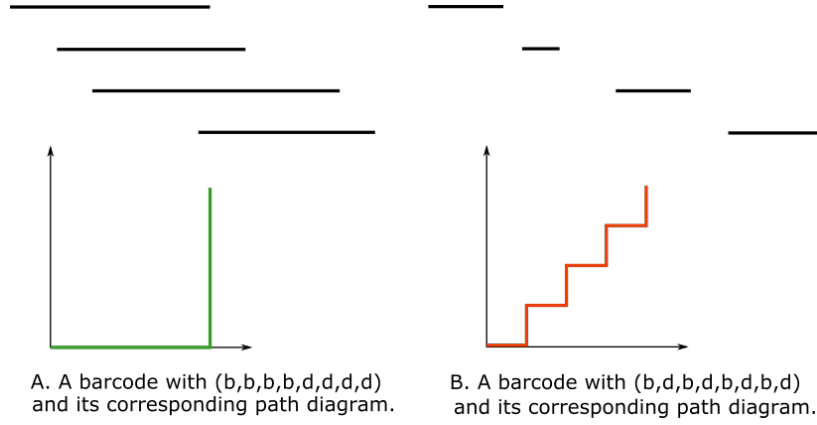 A. A barcode with (b,b,b,b,d,d,d,d)
and its corresponding path diagram.
B. A barcode with (b,d,b,d,b,d,b,d)
and its corresponding path diagram.